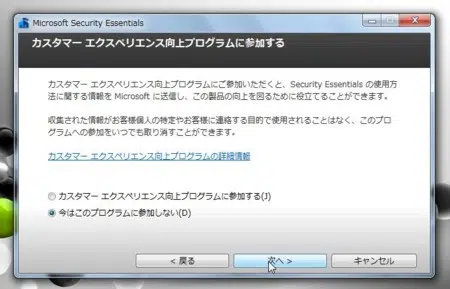 Microsoft Security Essentials
カスタマー エクスペリエンス向上プログラムに参加する
カスタマー エクスペリエンス向上プログラムにご参加いただくと、Security Essentials の使用方
法に関する情報を Microsoft に送信し、この製品の向上を図るために役立てることができます。
収集された情報がお客様個人の特定やお客様に連絡する目的で使用されることはなく、このプロ
グラムへの参加をいつでも取り消すことができます。
カスタマー エクスペリエンス向上プログラムの詳細情報
カスタマー エクスペリエンス向上プログラムに参加する(J)
今はこのプログラムに参加しない(D)
< 戻る
次へ >
キャンセル